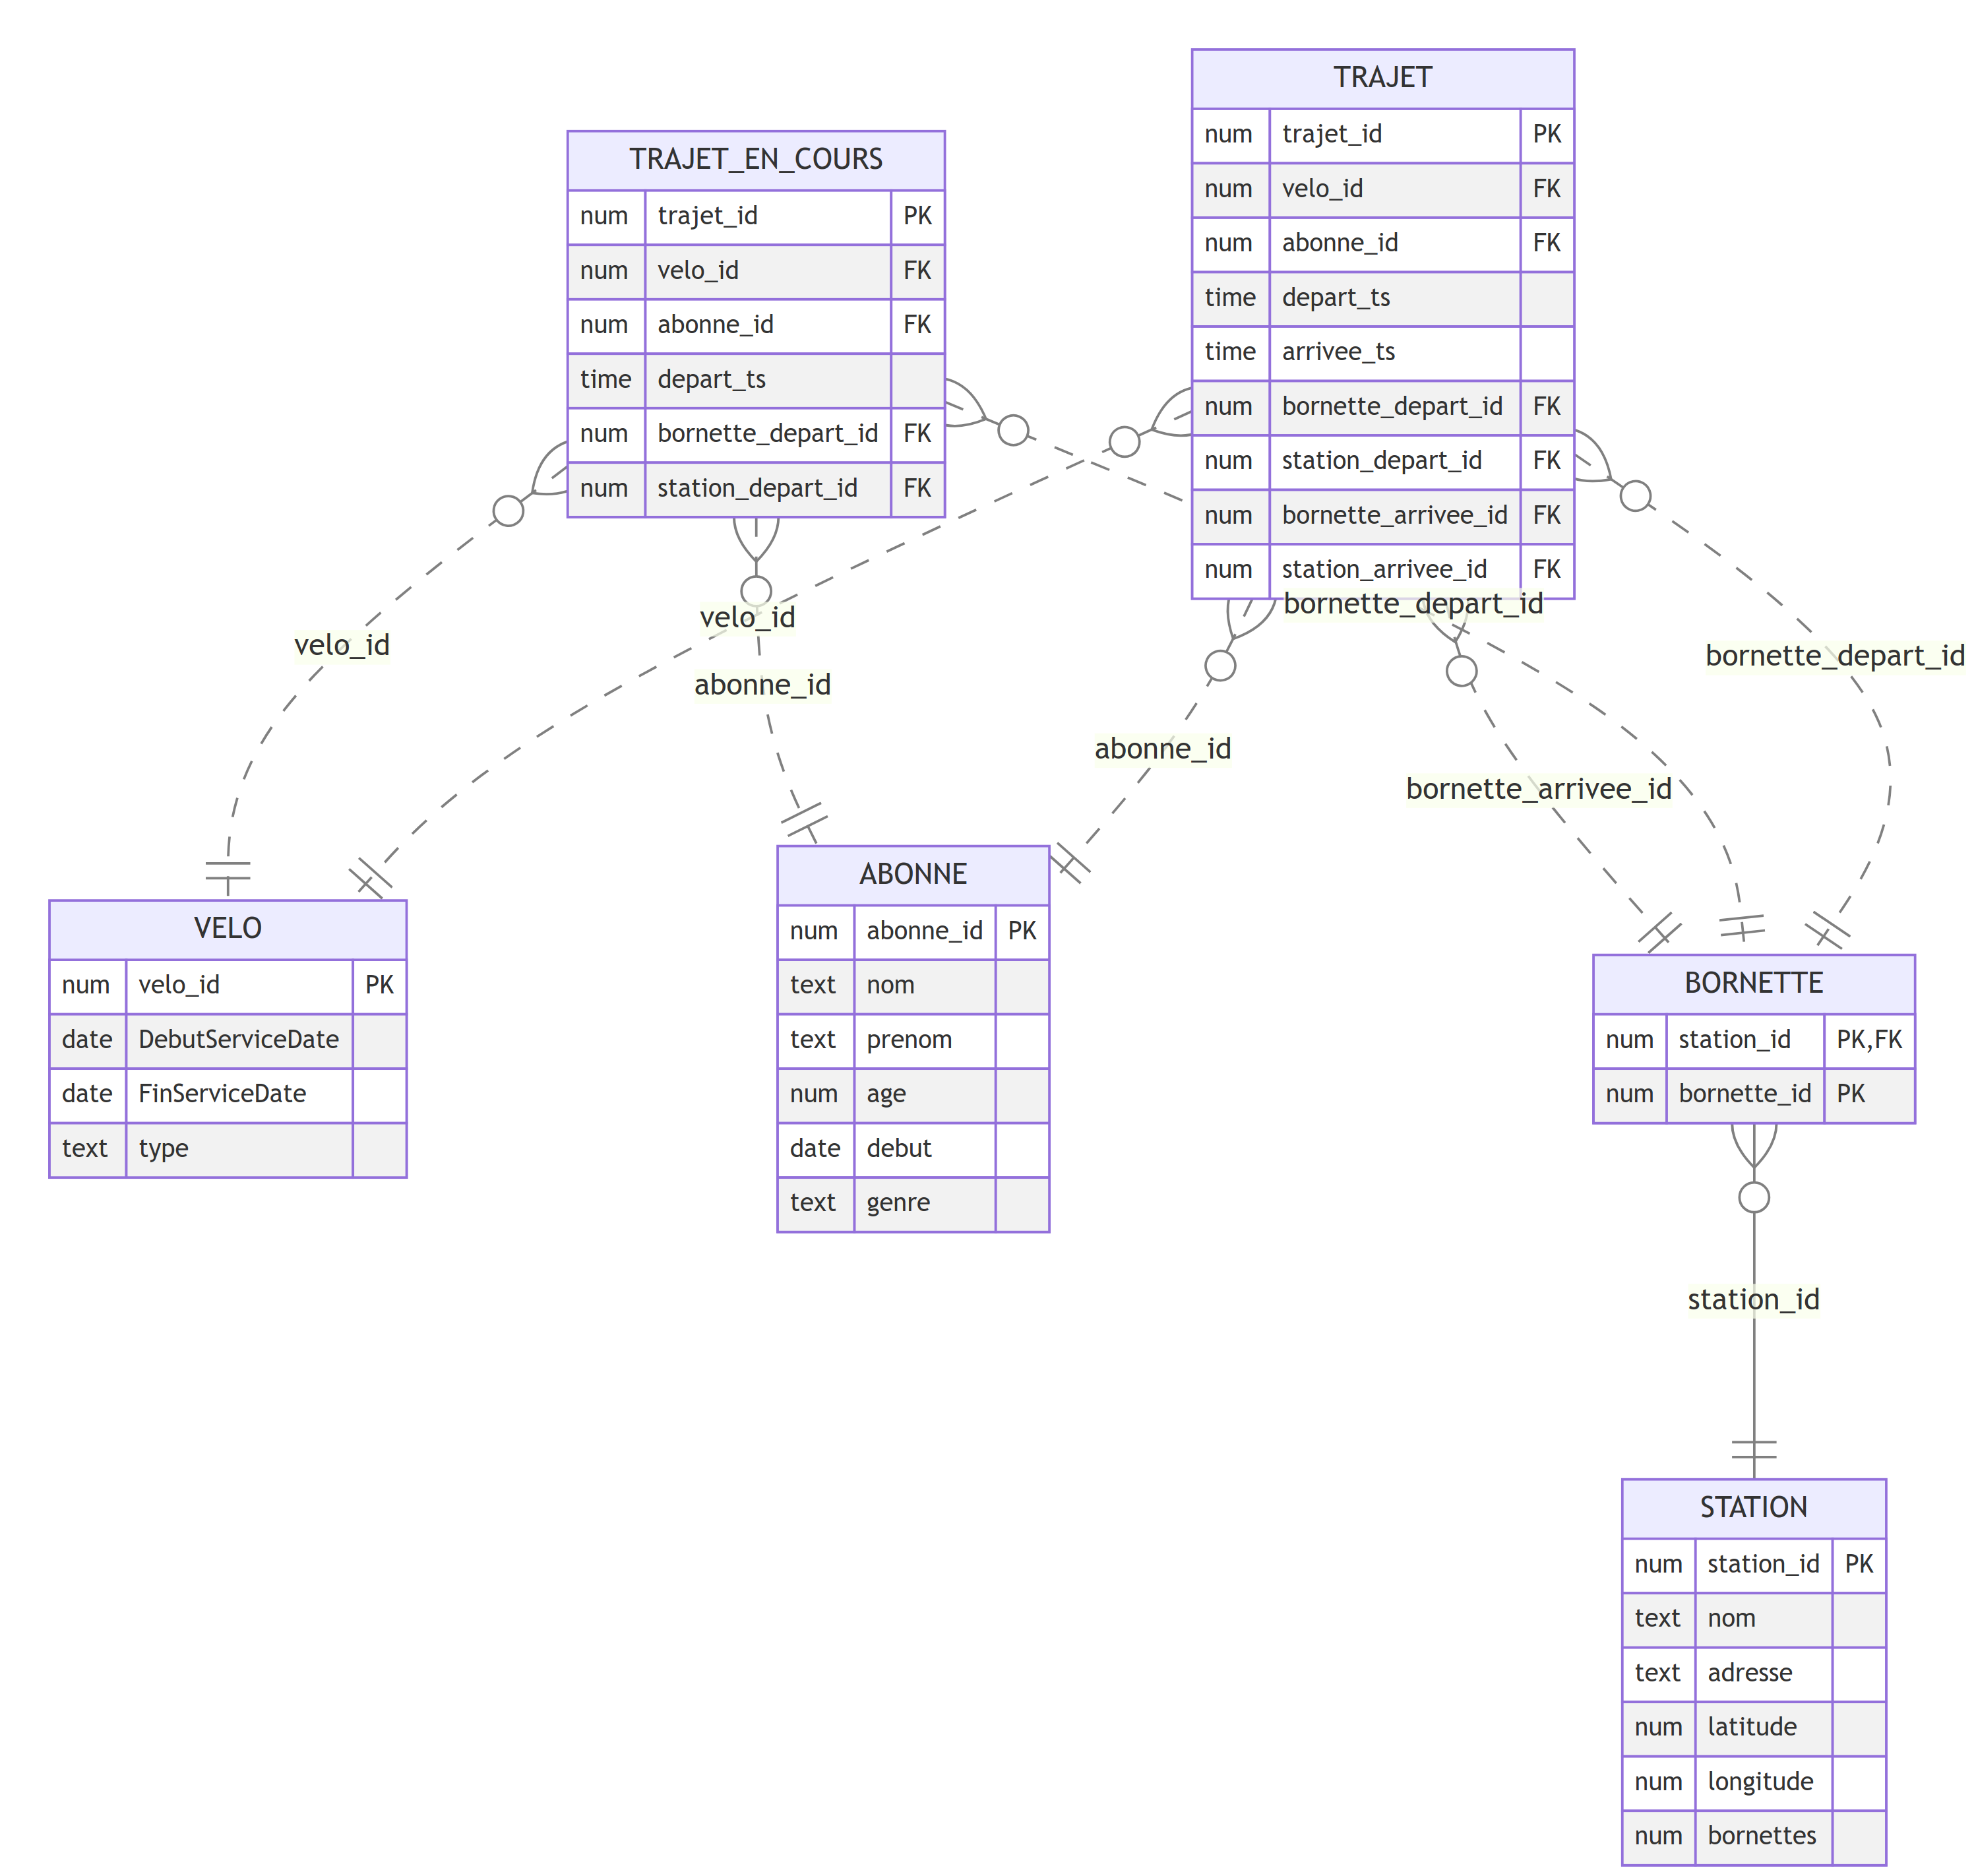 TRAJET
num trajet_id PK
num velo_id FK
num abonne_id FK
time depart_ts
time arrivee_ts
num bornette_depart_id FK
num station_depart_id FK
num bornette_arrivee_id FK
num station_arrivee_id FK
TRAJET_EN_COURS
num trajet_id PK
num velo_id FK
num abonne_id FK
time depart_ts
num bornette_depart_id FK
num station_depart_id FK
velo_id
velo_id
abonne_id
abonne_id
bornette_depart_id
bornette_arrivee_id
bornette_depart_id
VELO
num velo_id PK
date DebutServiceDate
date FinServiceDate
text type
ABONNE
num abonne_id PK
text nom
text prenom
num age
date debut
text genre
BORNETTE
num station_id PK,FK
num bornette_id PK
station_id
STATION
num station_id PK
text nom
text adresse
num latitude
num longitude
num bornettes